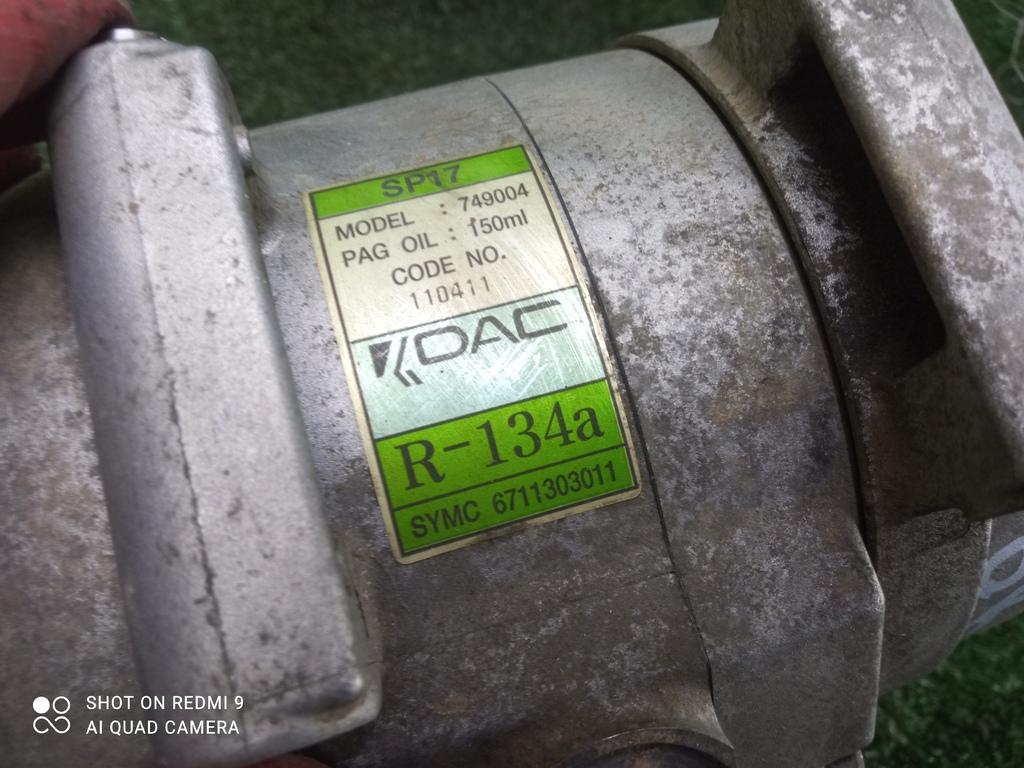 SP17
MODEL : 749004
PAG OIL : 150ml
CODE NO.
110411
KDAC
R-134a
SYMC 6711303011
SHOT ON REDMI 9
AI QUAD CAMERA